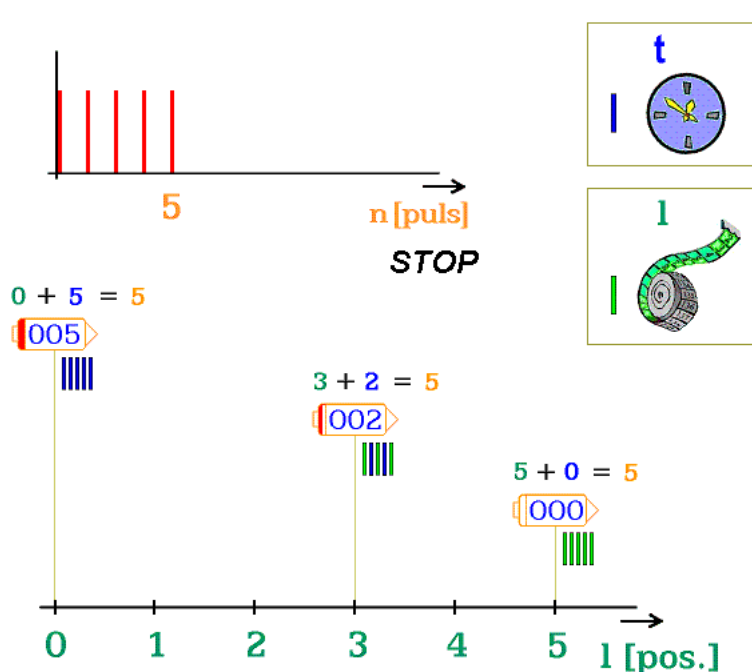 t
5
n [puls]
STOP
l
0 + 5 = 5
005
3 + 2 = 5
002
5 + 0 = 5
000
0 1 2 3 4 5
l [pos.]